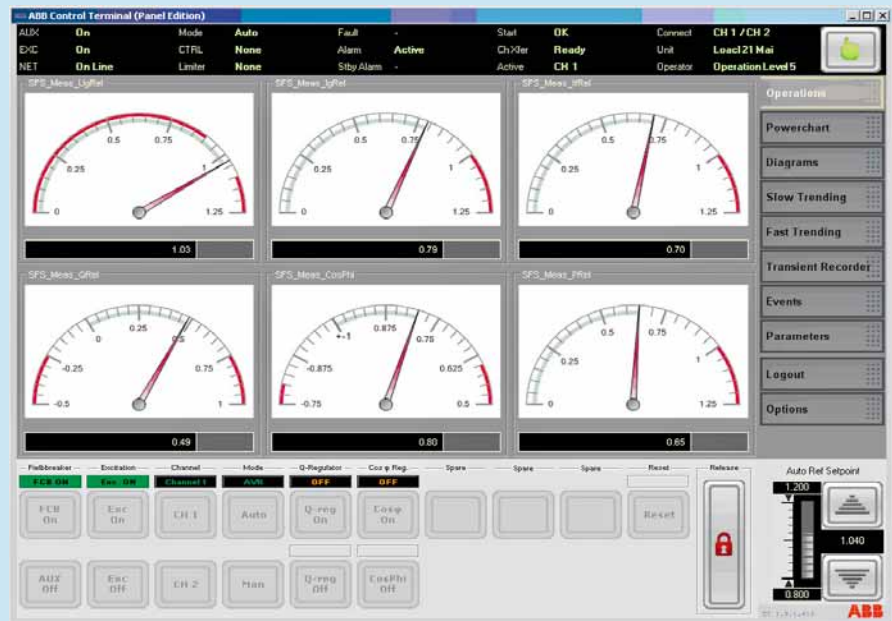 ABB Control Terminal (Panel Edition)
AUX On Mode Auto Fault - Start OK Connect CH 1 / CH 2
EXC On CTRL None Alarm Active Ch Xfer Ready Unit Loacl21 Mai
NET On Line Limiter None Stby Alarm - Active CH 1 Operator Operation Level 5
SFS_Meas_UgRel
0 0.25 0.5 0.75 1 1.25
1.03
SFS_Meas_IgRel
0 0.25 0.5 0.75 1 1.25
0.79
SFS_Meas_IfRel
0 0.25 0.5 0.75 1 1.25
0.70
SFS_Meas_QRel
-0.5 -0.25 0 0.25 0.5 0.75 1
0.49
SFS_Meas_CosPhi
-0.75 -0.875 +-1 0.875 0.75 0.625 0.5
0.80
SFS_Meas_PRel
0 0.25 0.5 0.75 1 1.25
0.65
Operations
Powerchart
Diagrams
Slow Trending
Fast Trending
Transient Recorder
Events
Parameters
Logout
Options
Fieldbreaker Excitation Channel Mode Q-Regulator Cos φ Reg. Spare Spare Spare Reset Release
FCB ON Exc. ON Channel 1 AVR OFF OFF
FCB On
Exc On
CH 1
Auto
Q-reg On
Cosφ On
Reset
AUX Off
Exc Off
CH 2
Man
Q-reg Off
CosPhi Off
Auto Ref Setpoint
1.200
1.040
0.800
ABB